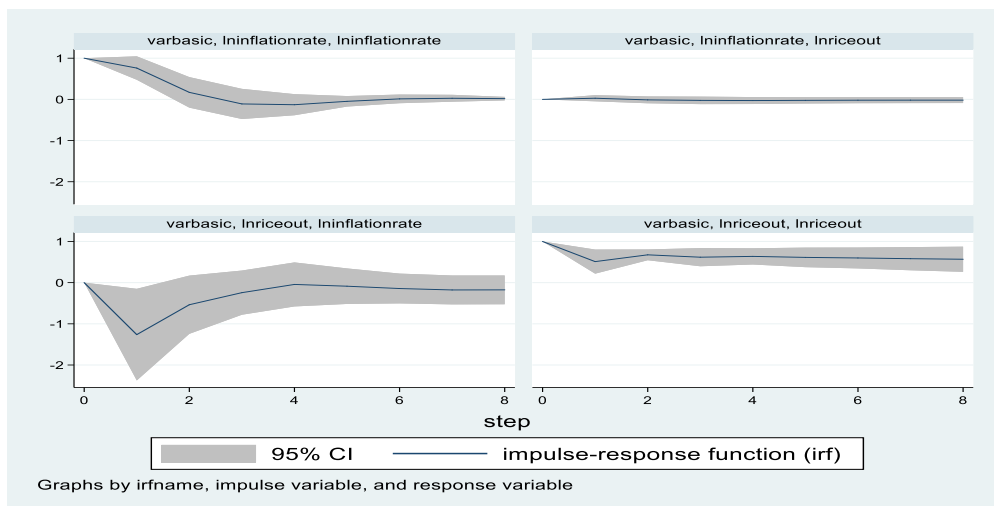 varbasic, lninflationrate, lninflationrate
varbasic, lninflationrate, lnriceout
1
0
-1
-2
varbasic, lnriceout, lninflationrate
varbasic, lnriceout, lnriceout
1
0
-1
-2
0 2 4 6 8
0 2 4 6 8
step
95% CI
impulse-response function (irf)
Graphs by irfname, impulse variable, and response variable